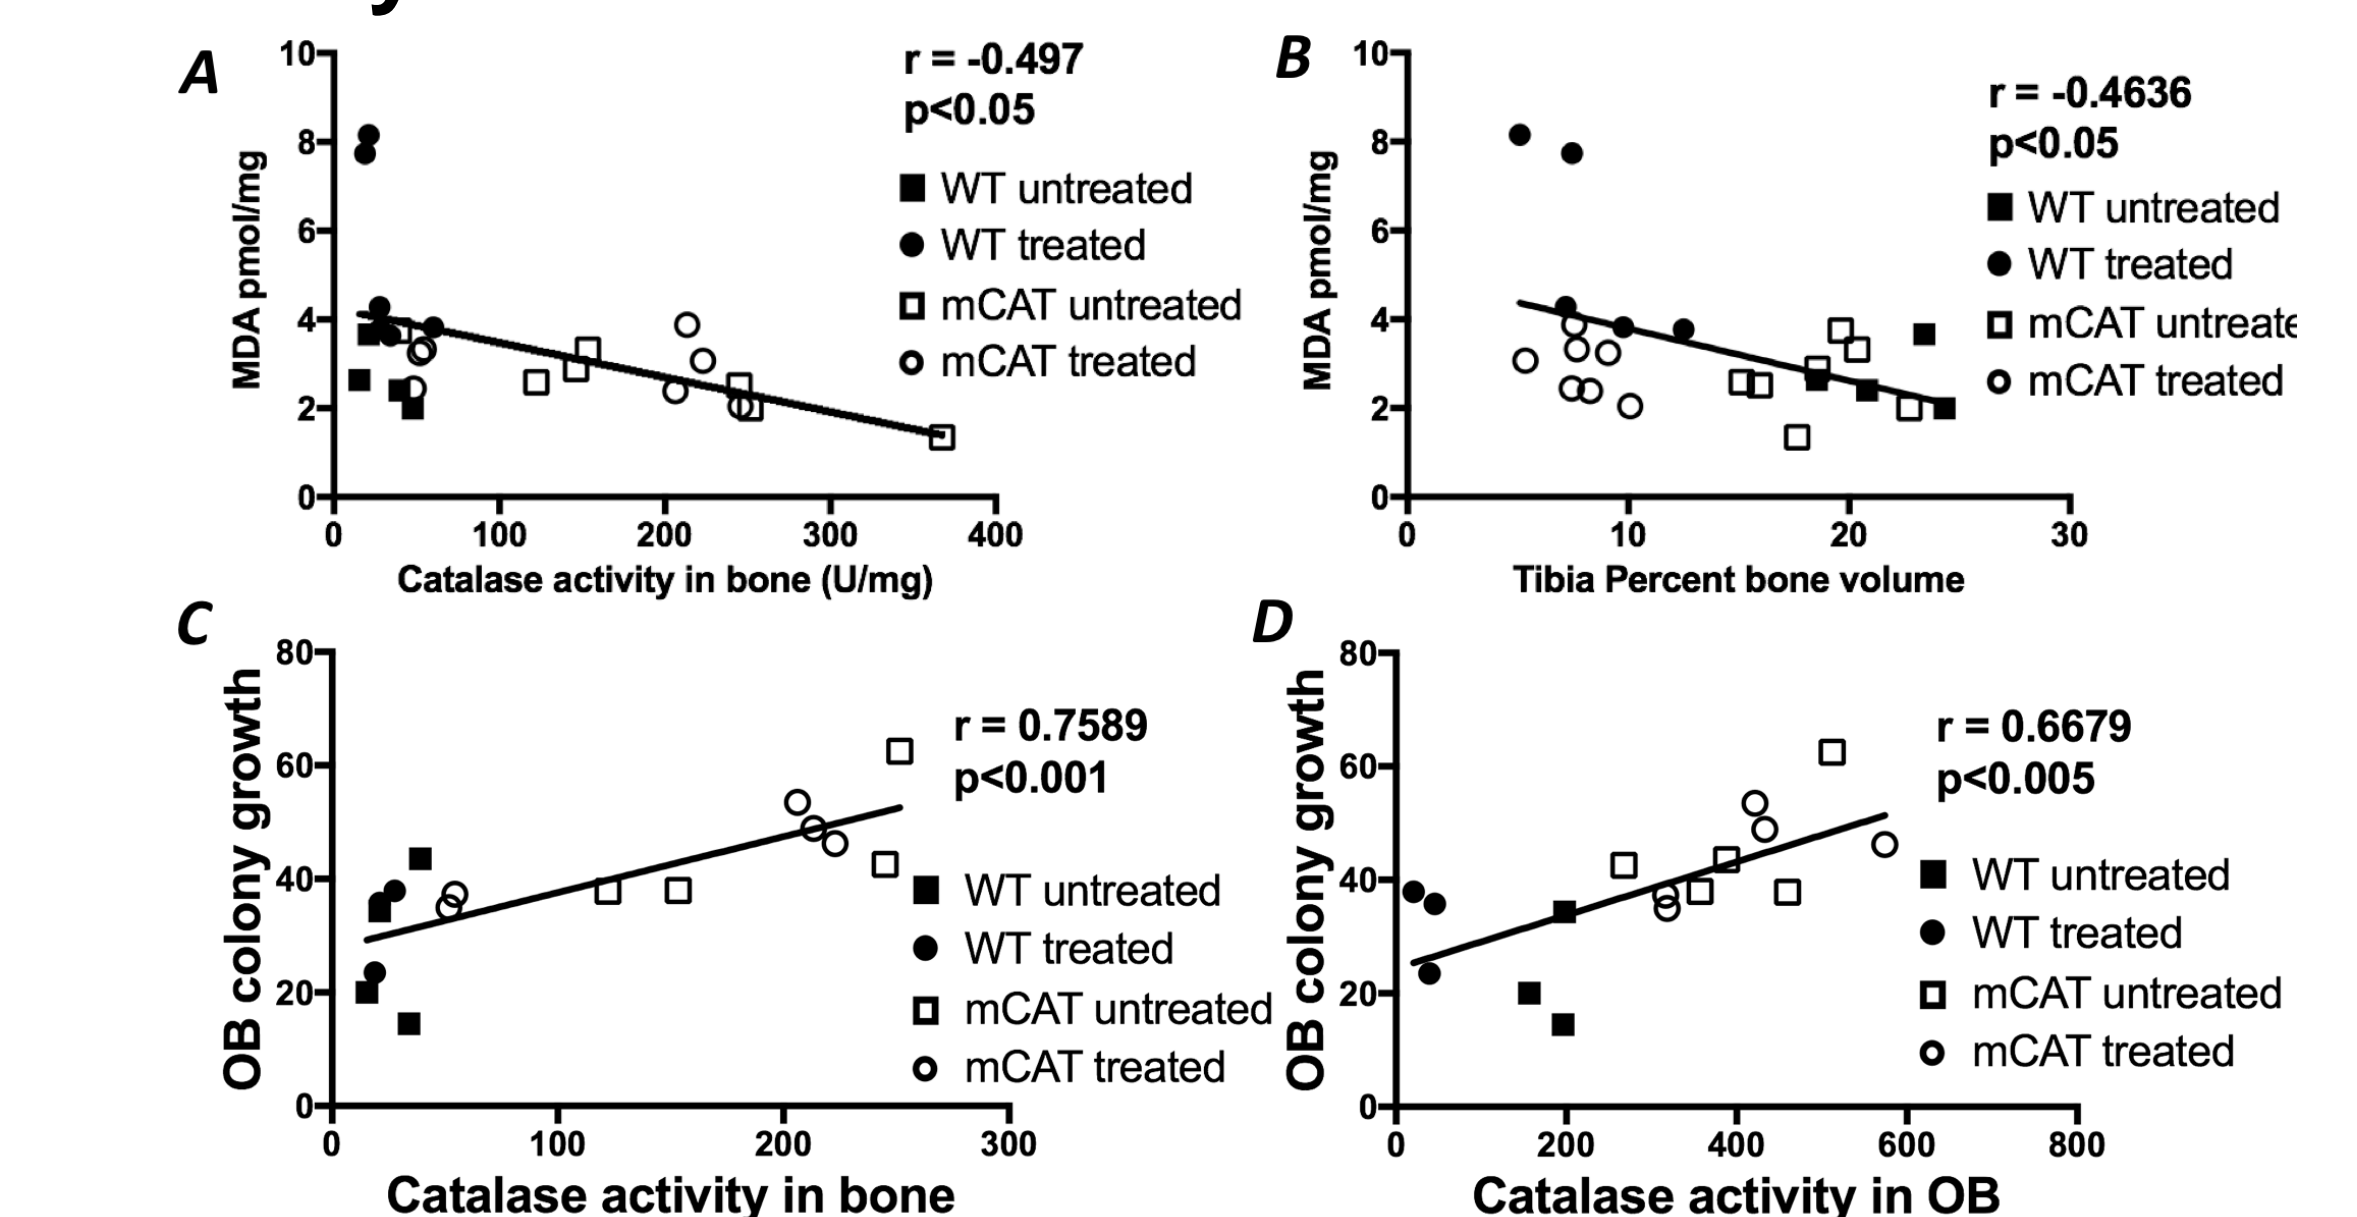 A
10
8
6
4
2
0
MDA pmol/mg
r = -0.497
p<0.05
WT untreated
WT treated
mCAT untreated
mCAT treated
0 100 200 300 400
Catalase activity in bone (U/mg)
B
10
8
6
4
2
0
MDA pmol/mg
r = -0.4636
p<0.05
WT untreated
WT treated
mCAT untreate
mCAT treated
0 10 20 30
Tibia Percent bone volume
C
80
60
40
20
0
OB colony growth
r = 0.7589
p<0.001
WT untreated
WT treated
mCAT untreated
mCAT treated
0 100 200 300
Catalase activity in bone
D
80
60
40
20
0
OB colony growth
r = 0.6679
p<0.005
WT untreated
WT treated
mCAT untreated
mCAT treated
0 200 400 600 800
Catalase activity in OB